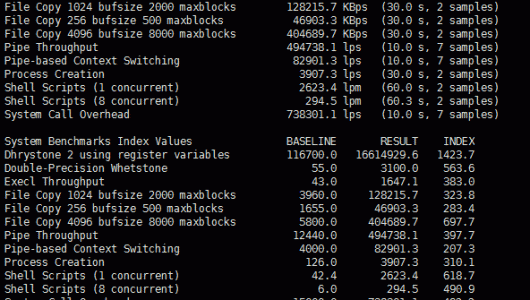 File Copy 1024 bufsize 2000 maxblocks 128215.7 KBps (30.0 s, 2 samples)
File Copy 256 bufsize 500 maxblocks 46903.3 KBps (30.0 s, 2 samples)
File Copy 4096 bufsize 8000 maxblocks 404689.7 KBps (30.0 s, 2 samples)
Pipe Throughput 494738.1 lps (10.0 s, 7 samples)
Pipe-based Context Switching 82901.3 lps (10.0 s, 7 samples)
Process Creation 3907.3 lps (30.0 s, 2 samples)
Shell Scripts (1 concurrent) 2623.4 lpm (60.0 s, 2 samples)
Shell Scripts (8 concurrent) 294.5 lpm (60.3 s, 2 samples)
System Call Overhead 738301.1 lps (10.0 s, 7 samples)
System Benchmarks Index Values BASELINE RESULT INDEX
Dhrystone 2 using register variables 116700.0 16614929.6 1423.7
Double-Precision Whetstone 55.0 3100.0 563.6
Execl Throughput 43.0 1647.1 383.0
File Copy 1024 bufsize 2000 maxblocks 3960.0 128215.7 323.8
File Copy 256 bufsize 500 maxblocks 1655.0 46903.3 283.4
File Copy 4096 bufsize 8000 maxblocks 5800.0 404689.7 697.7
Pipe Throughput 12440.0 494738.1 397.7
Pipe-based Context Switching 4000.0 82901.3 207.3
Process Creation 126.0 3907.3 310.1
Shell Scripts (1 concurrent) 42.4 2623.4 618.7
Shell Scripts (8 concurrent) 6.0 294.5 490.9